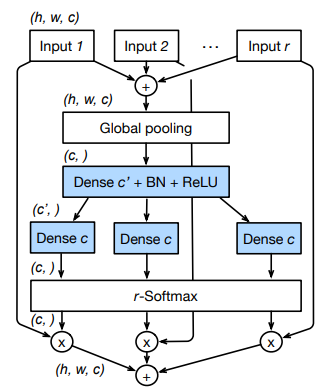 (h, w, c)
Input 1 Input 2 ... Input r
+
(h, w, c)
Global pooling
(c, )
Dense c' + BN + ReLU
(c', )
Dense c Dense c Dense c
(c, )
r-Softmax
(c, )
x x x
(h, w, c)
+